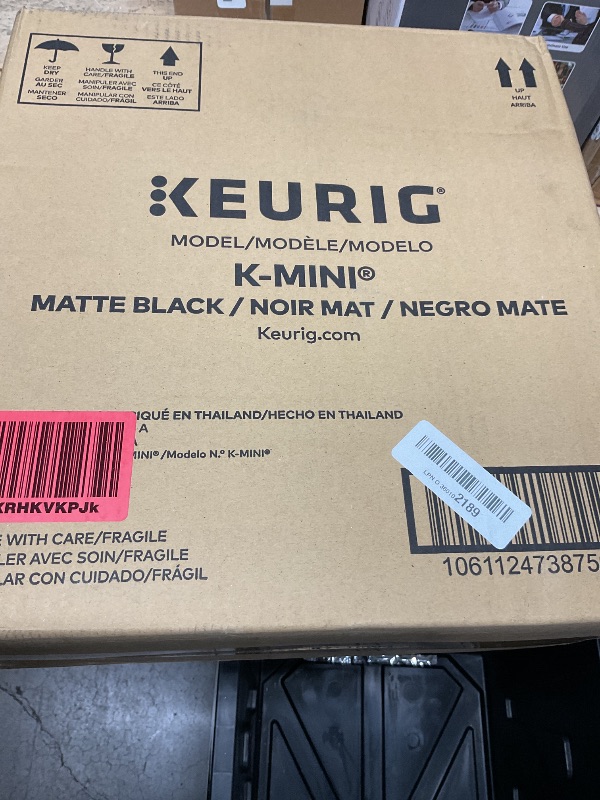 KEEP
DRY
GARDER
AU SEC
MANTENER
SECO
HANDLE WITH
CARE/FRAGILE
MANIPULER AVEC
SOIN/FRAGILE
MANIPULAR CON
CUIDADO/FRÁGIL
THIS END
UP
CE CÔTÉ
VERS LE HAUT
ESTE LADO
ARRIBA
UP
HAUT
ARRIBA
KEURIG®
MODEL/MODÈLE/MODELO
K-MINI®
MATTE BLACK / NOIR MAT / NEGRO MATE
Keurig.com
IQUÉ EN THAILAND/HECHO EN THAILAND
A
A
MINI®/Modelo N.º K-MINI®
XRHKVKPJk
2189
E WITH CARE/FRAGILE
LER AVEC SOIN/FRAGILE
LAR CON CUIDADO/FRÁGIL
106112473875